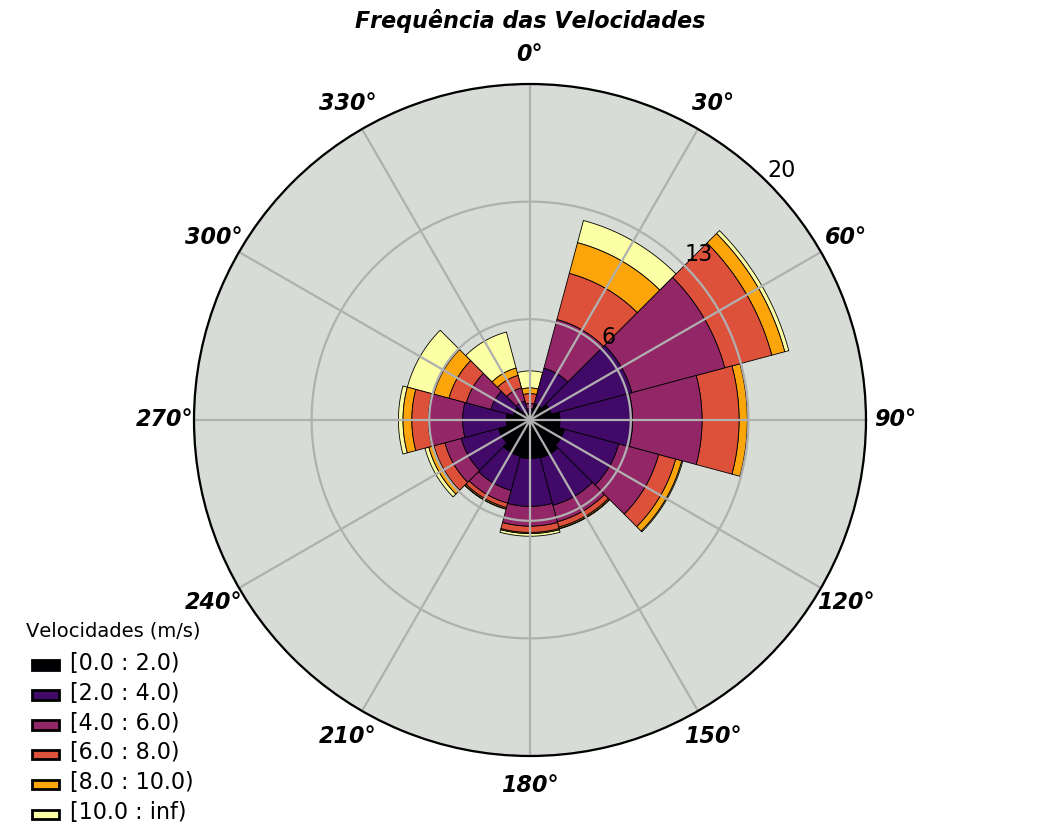 Frequência das Velocidades
0°
330°
30°
20
300°
60°
13
6
270°
90°
240°
120°
210°
150°
180°
Velocidades (m/s)
[0.0 : 2.0)
[2.0 : 4.0)
[4.0 : 6.0)
[6.0 : 8.0)
[8.0 : 10.0)
[10.0 : inf)